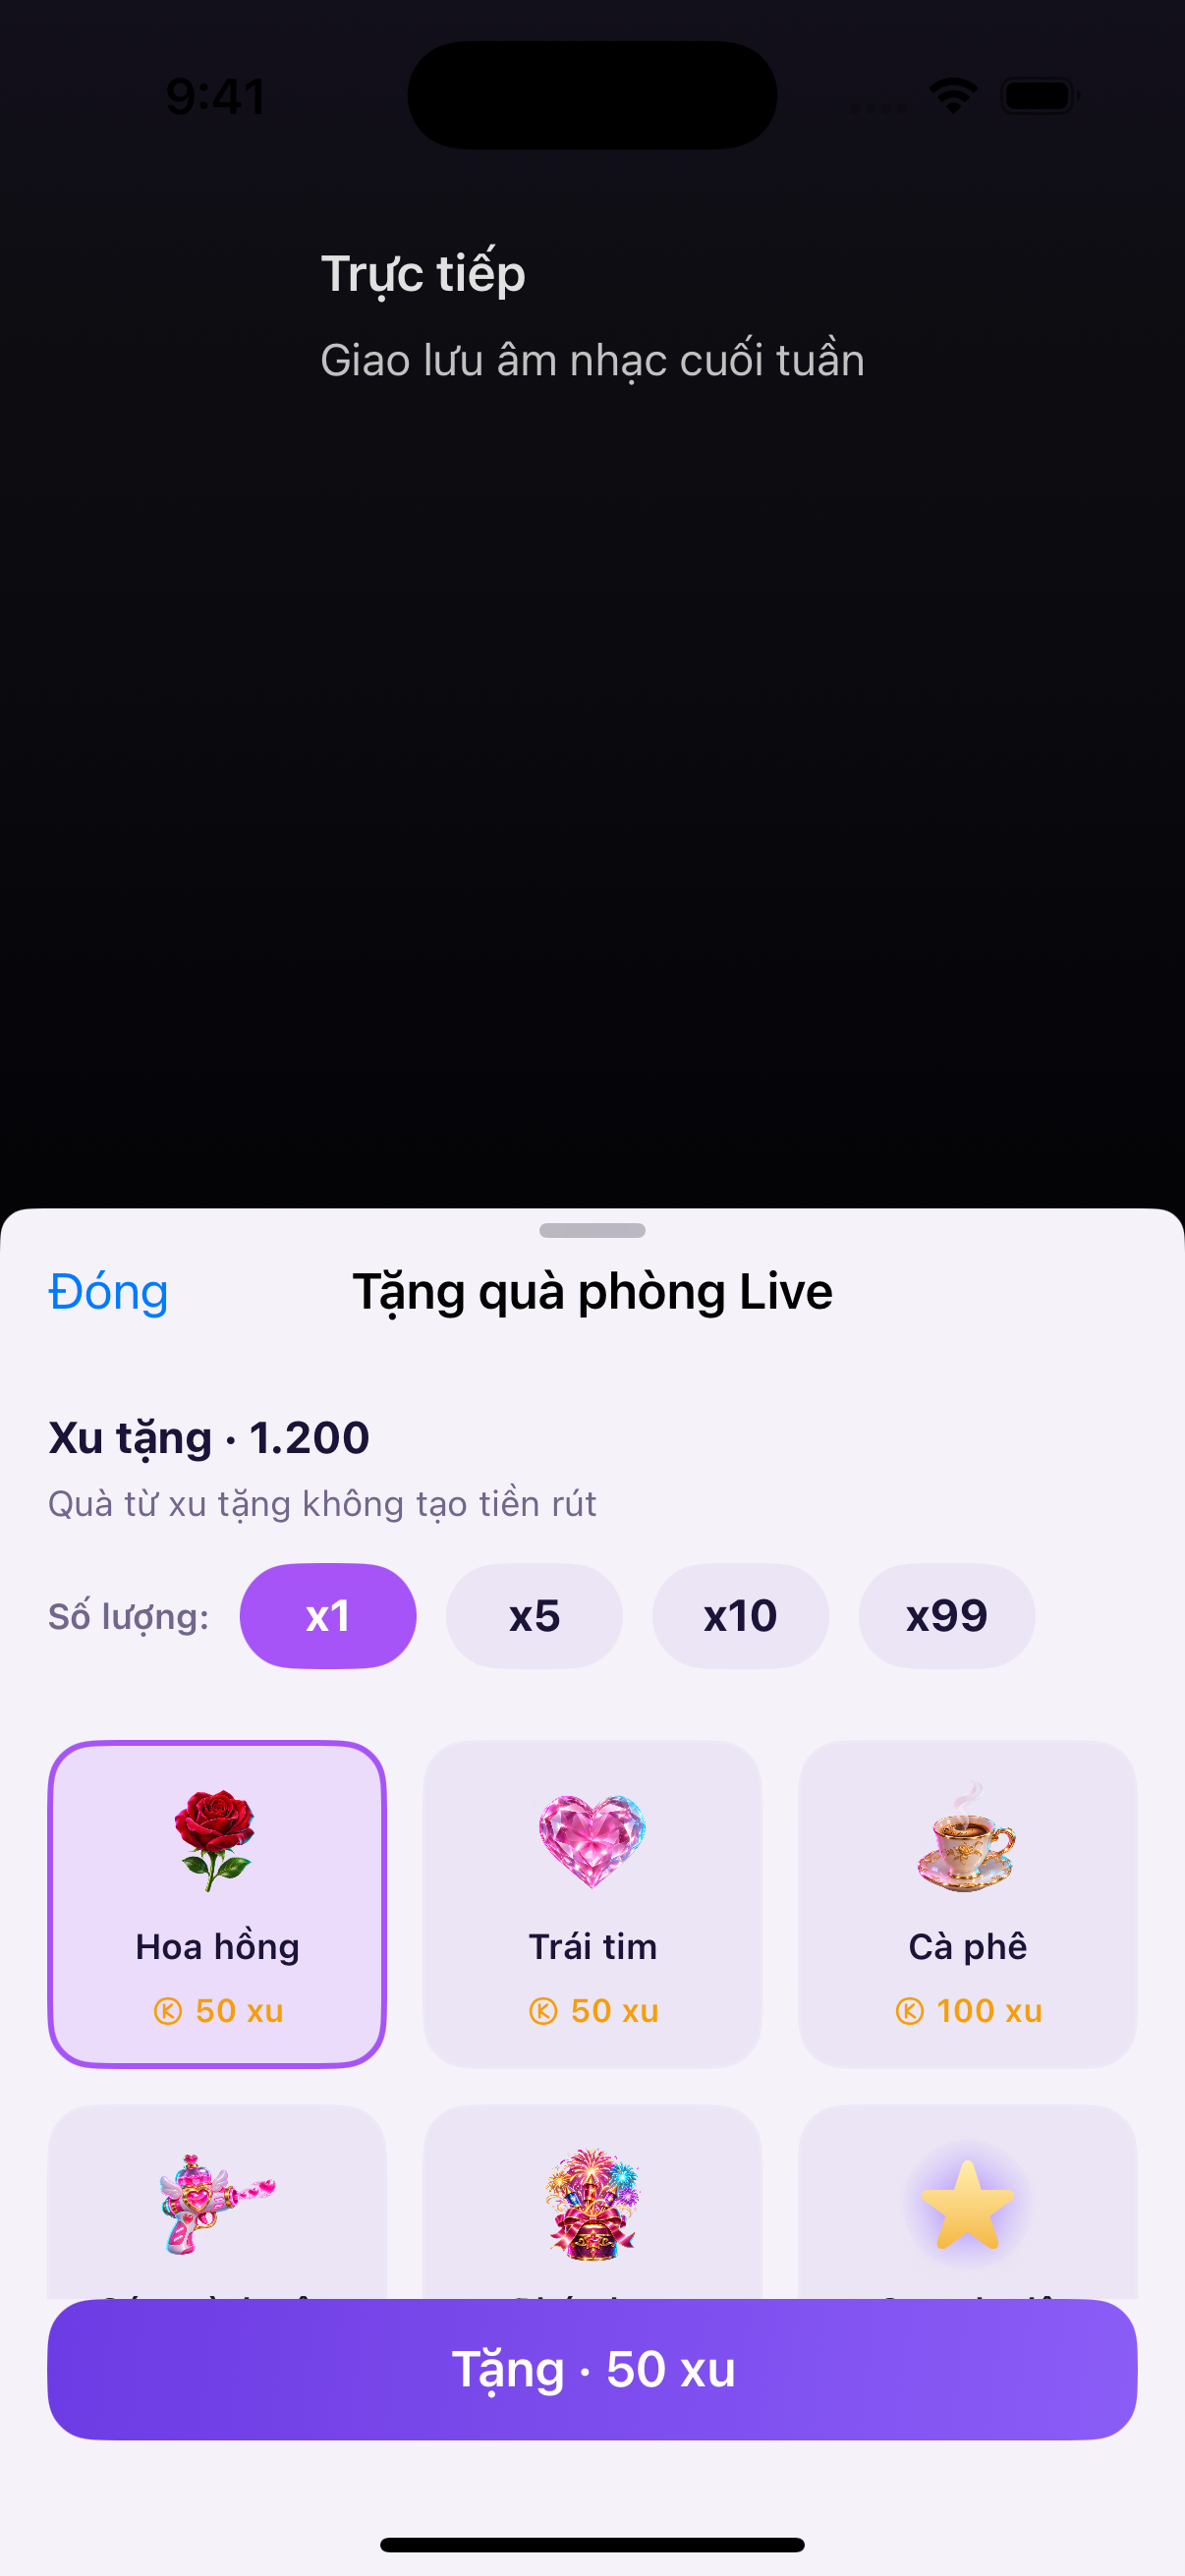 9:41
Trực tiếp
Giao lưu âm nhạc cuối tuần
Đóng
Tặng quà phòng Live
Xu tặng · 1.200
Quà từ xu tặng không tạo tiền rút
Số lượng: x1 x5 x10 x99
Hoa hồng Trái tim Cà phê
50 xu 50 xu 100 xu
Tặng · 50 xu